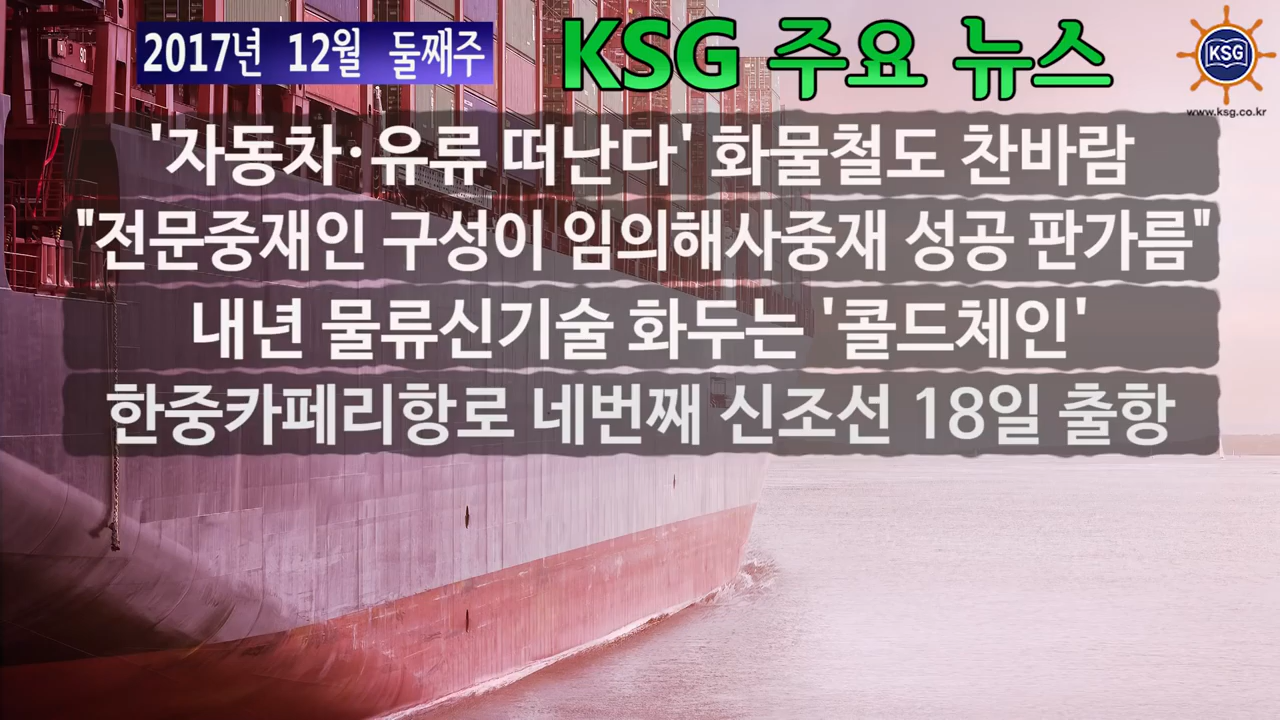 2017년 12월 둘째주
KSG 주요 뉴스
KSG
www.ksg.co.kr
'자동차·유류 떠난다' 화물철도 찬바람
"전문중재인 구성이 임의해사중재 성공 판가름"
내년 물류신기술 화두는 '콜드체인'
한중카페리항로 네번째 신조선 18일 출항